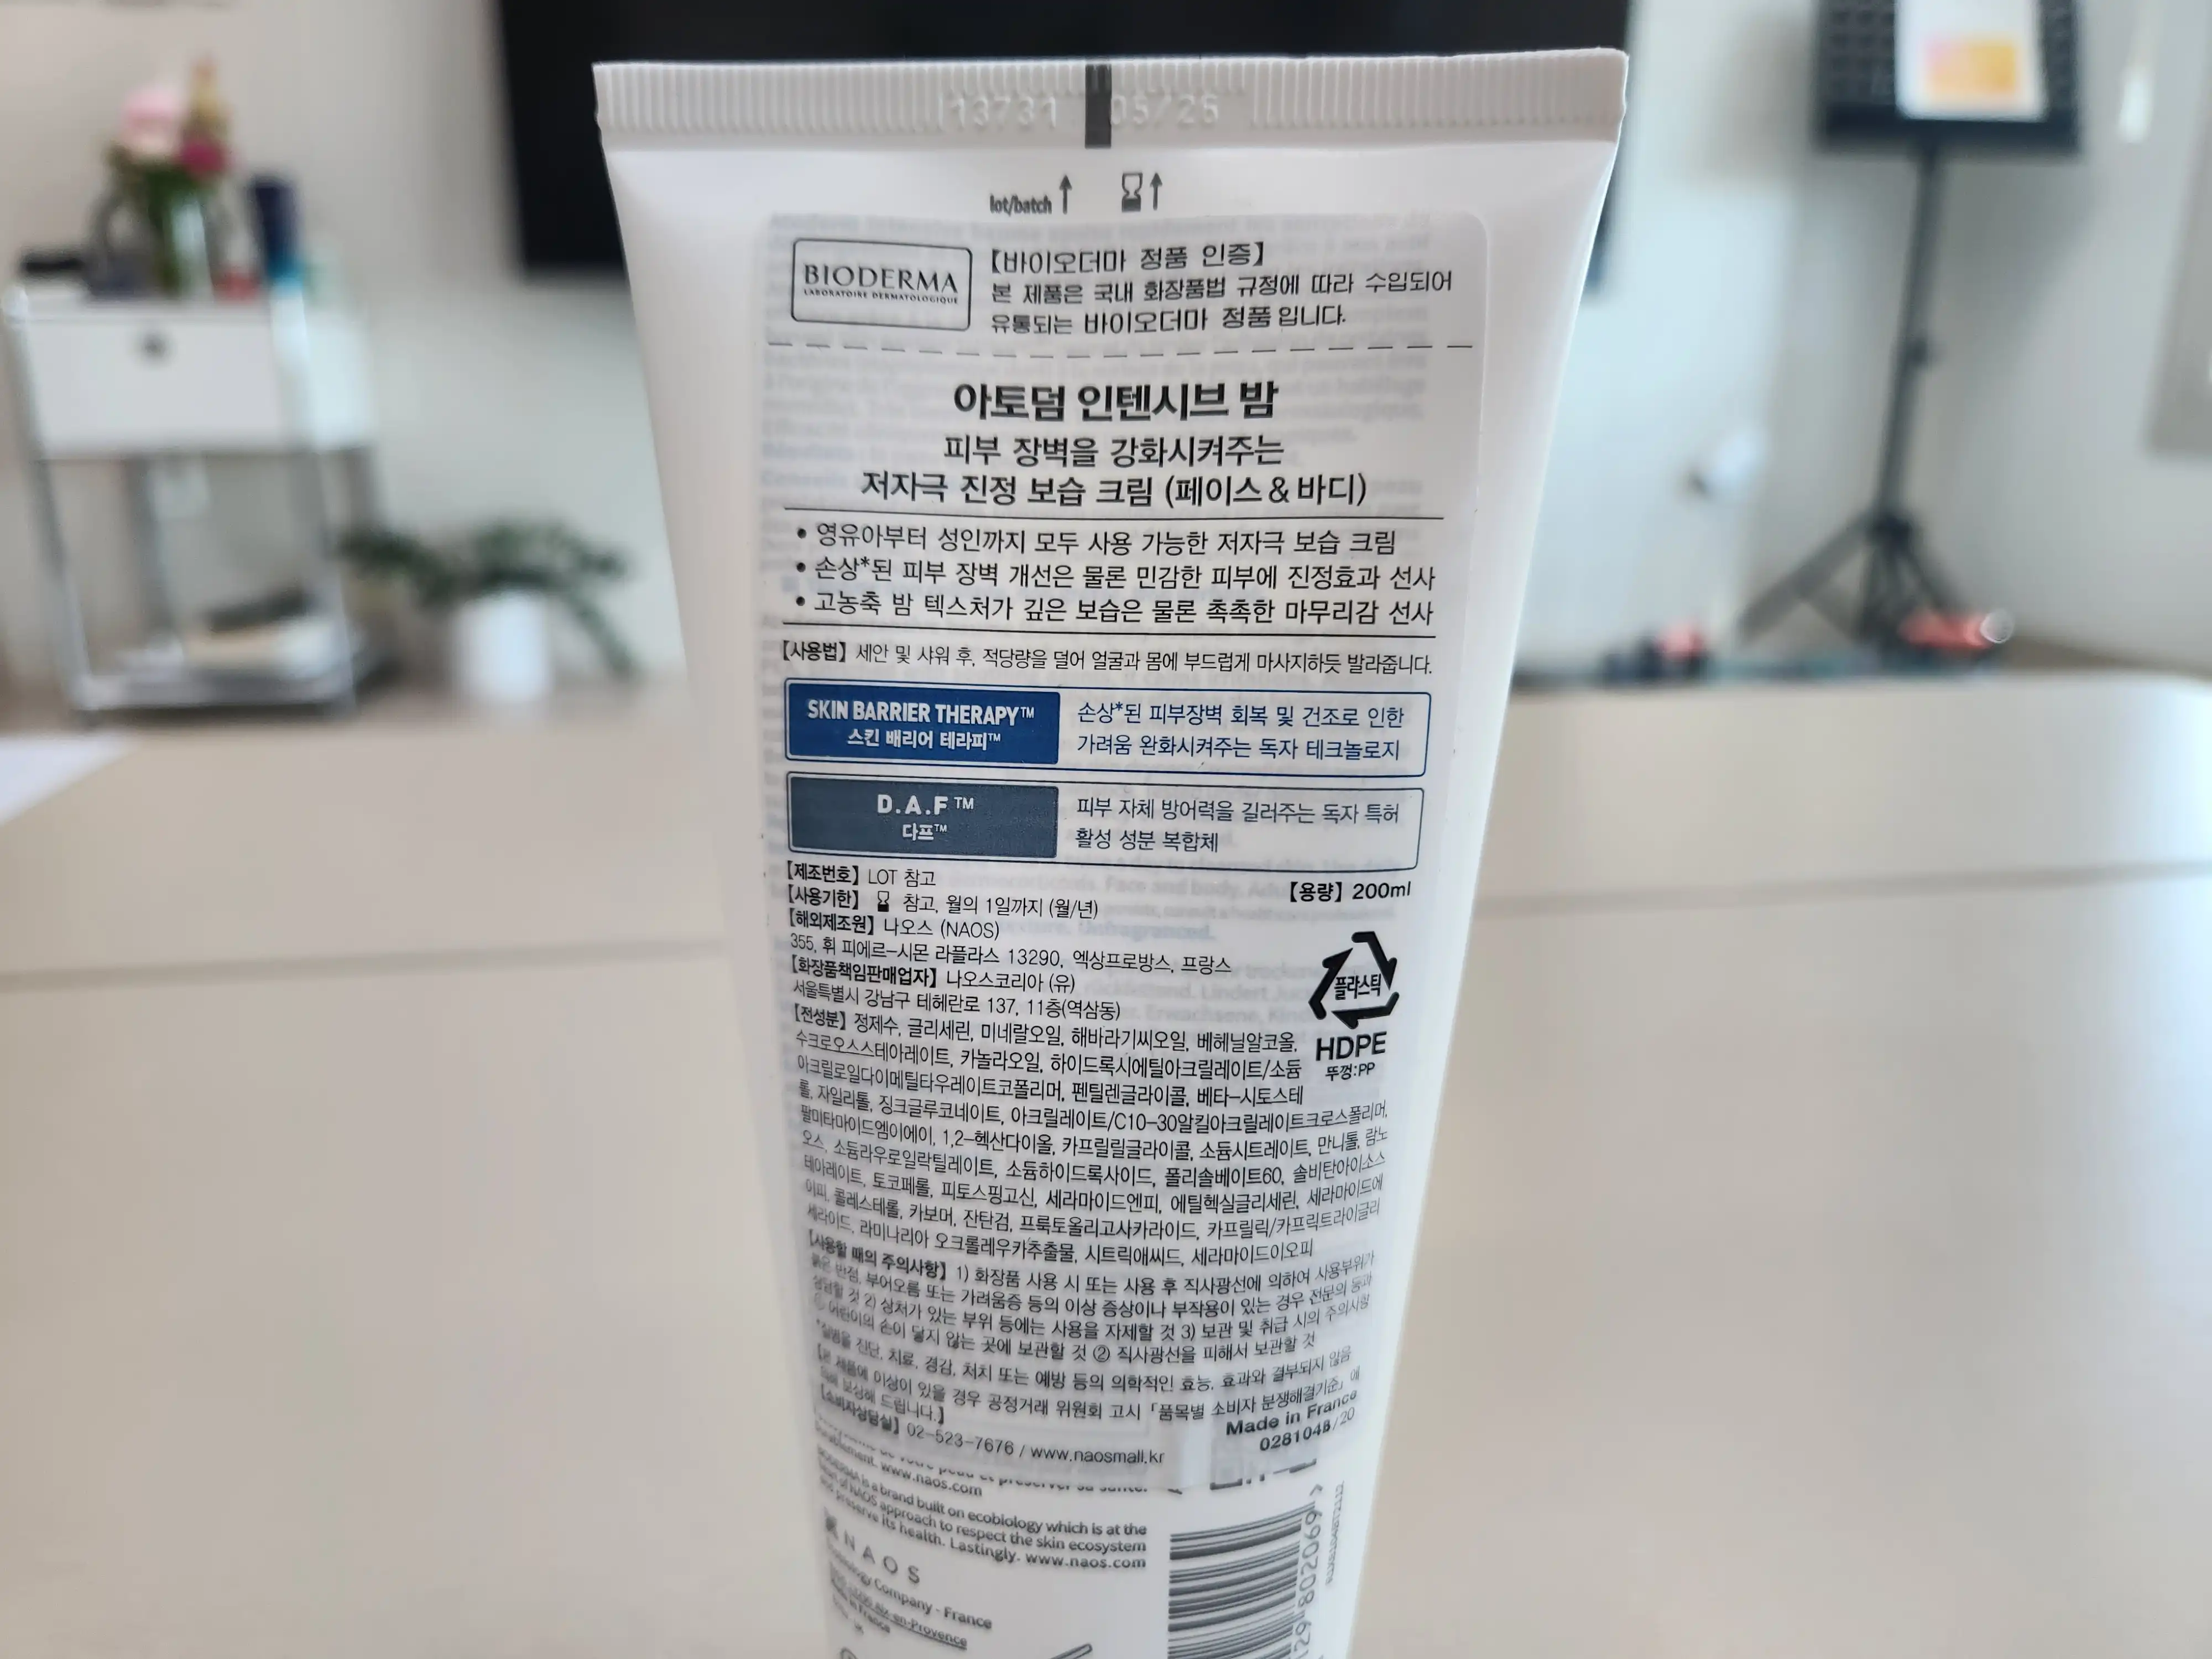 13731 05/25
lot/batch
BIODERMA
LABORATOIRE DERMATOLOGIQUE
【바이오더마 정품 인증】
본 제품은 국내 화장품법 규정에 따라 수입되어
유통되는 바이오더마 정품 입니다.
아토덤 인텐시브 밤
피부 장벽을 강화시켜주는
저자극 진정 보습 크림 (페이스&바디)
• 영유아부터 성인까지 모두 사용 가능한 저자극 보습 크림
• 손상*된 피부 장벽 개선은 물론 민감한 피부에 진정효과 선사
• 고농축 밤 텍스처가 깊은 보습은 물론 촉촉한 마무리감 선사
【사용법】 세안 및 샤워 후, 적당량을 덜어 얼굴과 몸에 부드럽게 마사지하듯 발라줍니다.
SKIN BARRIER THERAPY™
스킨 배리어 테라피™
손상*된 피부장벽 회복 및 건조로 인한
가려움 완화시켜주는 독자 테크놀로지
D.A.F™
다프™
피부 자체 방어력을 길러주는 독자 특허
활성 성분 복합체
【제조번호】 LOT 참고
【용량】 200ml
【사용기한】 참고, 월의 1일까지 (월/년)
【해외제조원】 나오스 (NAOS)
355, 휘 피에르-시몬 라플라스 13290, 엑상프로방스, 프랑스
【화장품책임판매업자】 나오스코리아 (유)
서울특별시 강남구 테헤란로 137, 11층(역삼동)
플라스틱
HDPE
뚜껑:PP
【전성분】 정제수, 글리세린, 미네랄오일, 해바라기씨오일, 베헤닐알코올,
수크로오스스테아레이트, 카놀라오일, 하이드록시에틸아크릴레이트/소듐
아크릴로일다이메틸타우레이트코폴리머, 펜틸렌글라이콜, 베타-시토스테
롤, 자일리톨, 징크글루코네이트, 아크릴레이트/C10-30알킬아크릴레이트크로스폴리머,
팔미타마이드엠이에이, 1,2-헥산다이올, 카프릴릴글라이콜, 소듐시트레이트, 만니톨, 람노
오스, 소듐라우로일락틸레이트, 소듐하이드록사이드, 폴리솔베이트60, 솔비탄아이소스
테아레이트, 토코페롤, 피토스핑고신, 세라마이드엔피, 에틸헥실글리세린, 세라마이드에
이피, 콜레스테롤, 카보머, 잔탄검, 프룩토올리고사카라이드, 카프릴릭/카프릭트라이글리
세라이드, 라미나리아 오크롤레우카추출물, 시트릭애씨드, 세라마이드이오피
【사용할 때의 주의사항】 1) 화장품 사용 시 또는 사용 후 직사광선에 의하여 사용부위가
붉은 반점, 부어오름 또는 가려움증 등의 이상 증상이나 부작용이 있는 경우 전문의 등과
상담할 것 2) 상처가 있는 부위 등에는 사용을 자제할 것 3) 보관 및 취급 시의 주의사항
① 어린이의 손이 닿지 않는 곳에 보관할 것 ② 직사광선을 피해서 보관할 것
*질병을 진단, 치료, 경감, 처치 또는 예방 등의 의학적인 효능, 효과와 결부되지 않음
【본 제품에 이상이 있을 경우 공정거래 위원회 고시 「품목별 소비자 분쟁해결기준」에
의해 보상해 드립니다.】
【소비자상담실】 02-523-7676 / www.naosmall.kr
Made in France
028104B/20
www.naos.com
BIODERMA is a brand built on ecobiology which is at the
heart of NAOS approach to respect the skin ecosystem
and preserve its health. Lastingly. www.naos.com
NAOS
Company - France
aix-en-Provence
Made in France
29 802069 >